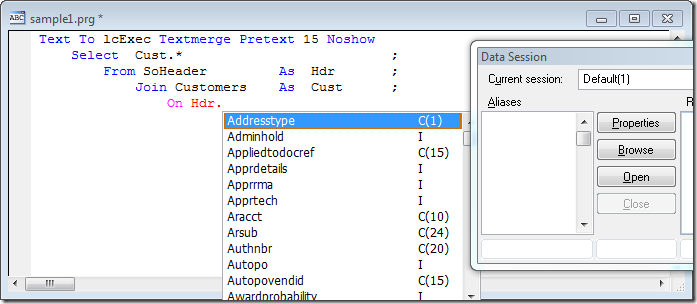 ABC sample1.prg *
Text To lcExec Textmerge Pretext 15 Noshow
Select Cust.* ;
From SoHeader As Hdr ;
Join Customers As Cust ;
On Hdr.
Addresstype C(1)
Adminhold I
Appliedtodocref C(15)
Apprdetails I
Apprrma I
Apprtech I
Aracct C(10)
Arsub C(24)
Authnbr C(20)
Autopo I
Autopovendid C(15)
Awardprobability I
Data Session
Current session: Default(1)
Aliases R
Properties
Browse
Open
Close